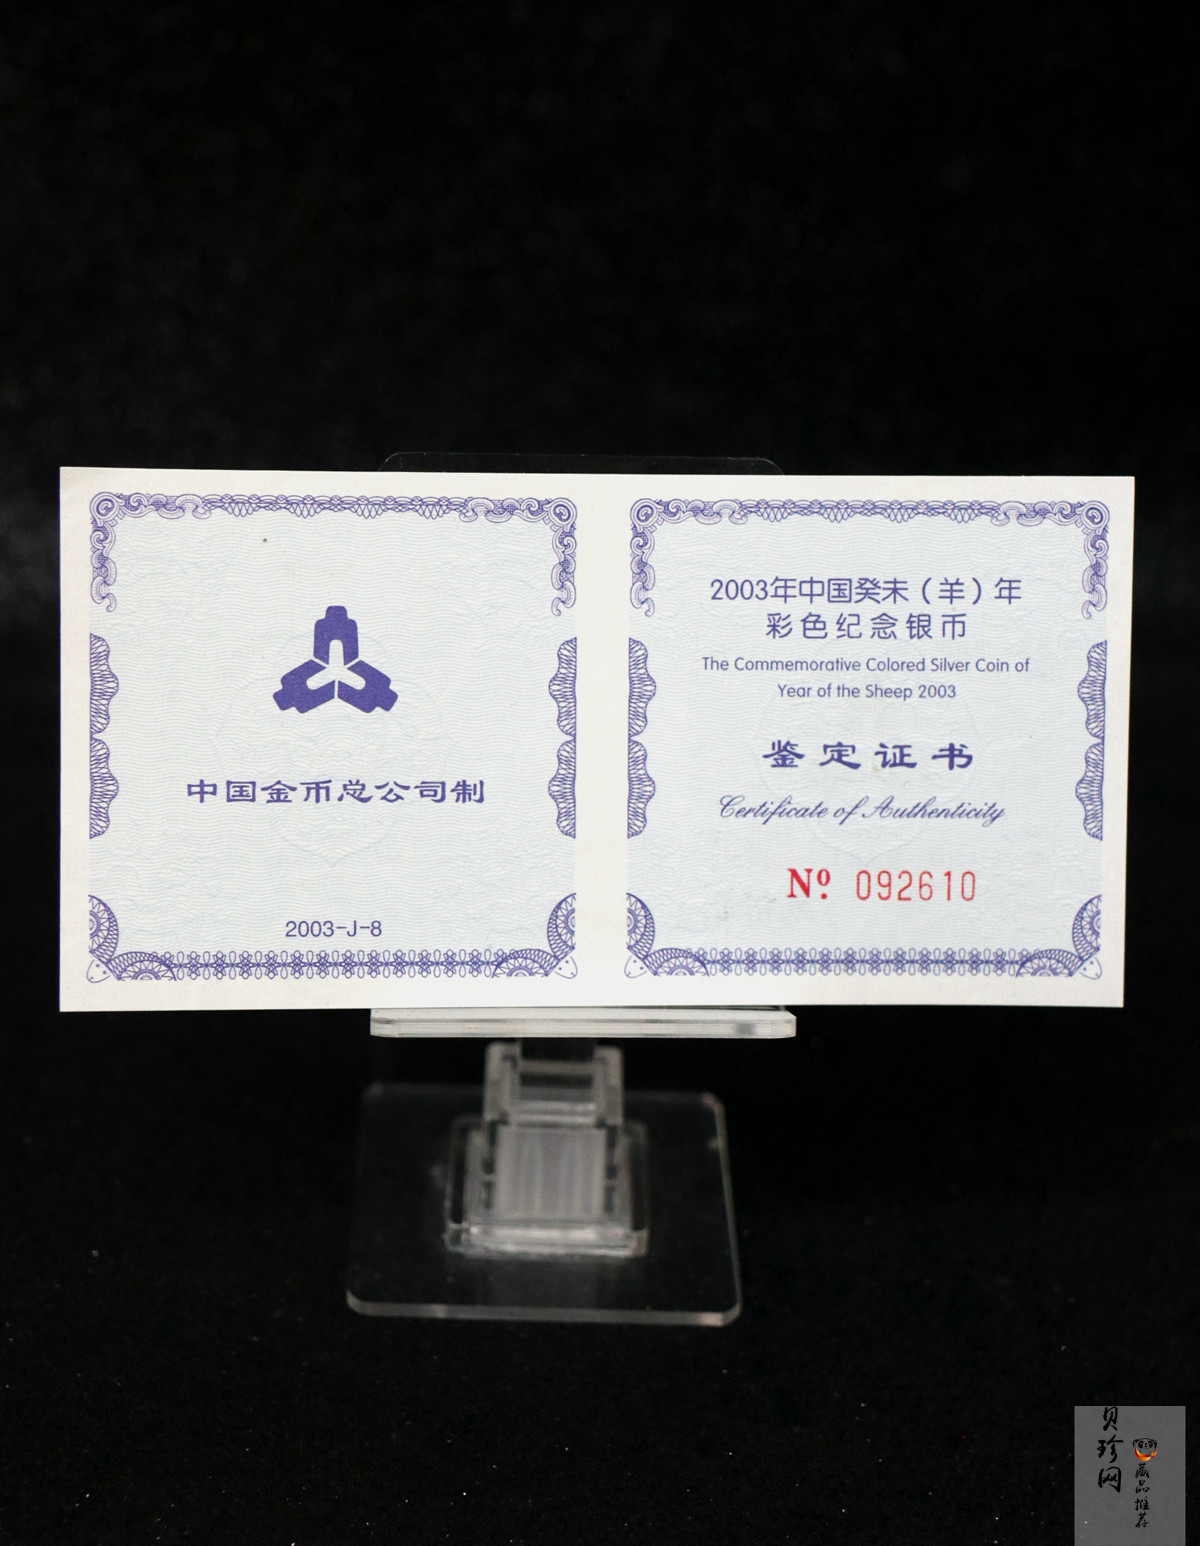 中国金币总公司制
2003-J-8
2003年中国癸未（羊）年
彩色纪念银币
The Commemorative Colored Silver Coin of
Year of the Sheep 2003
鉴定证书
Certificate of Authenticity
Nº 092610
贝珍网
藏品推荐